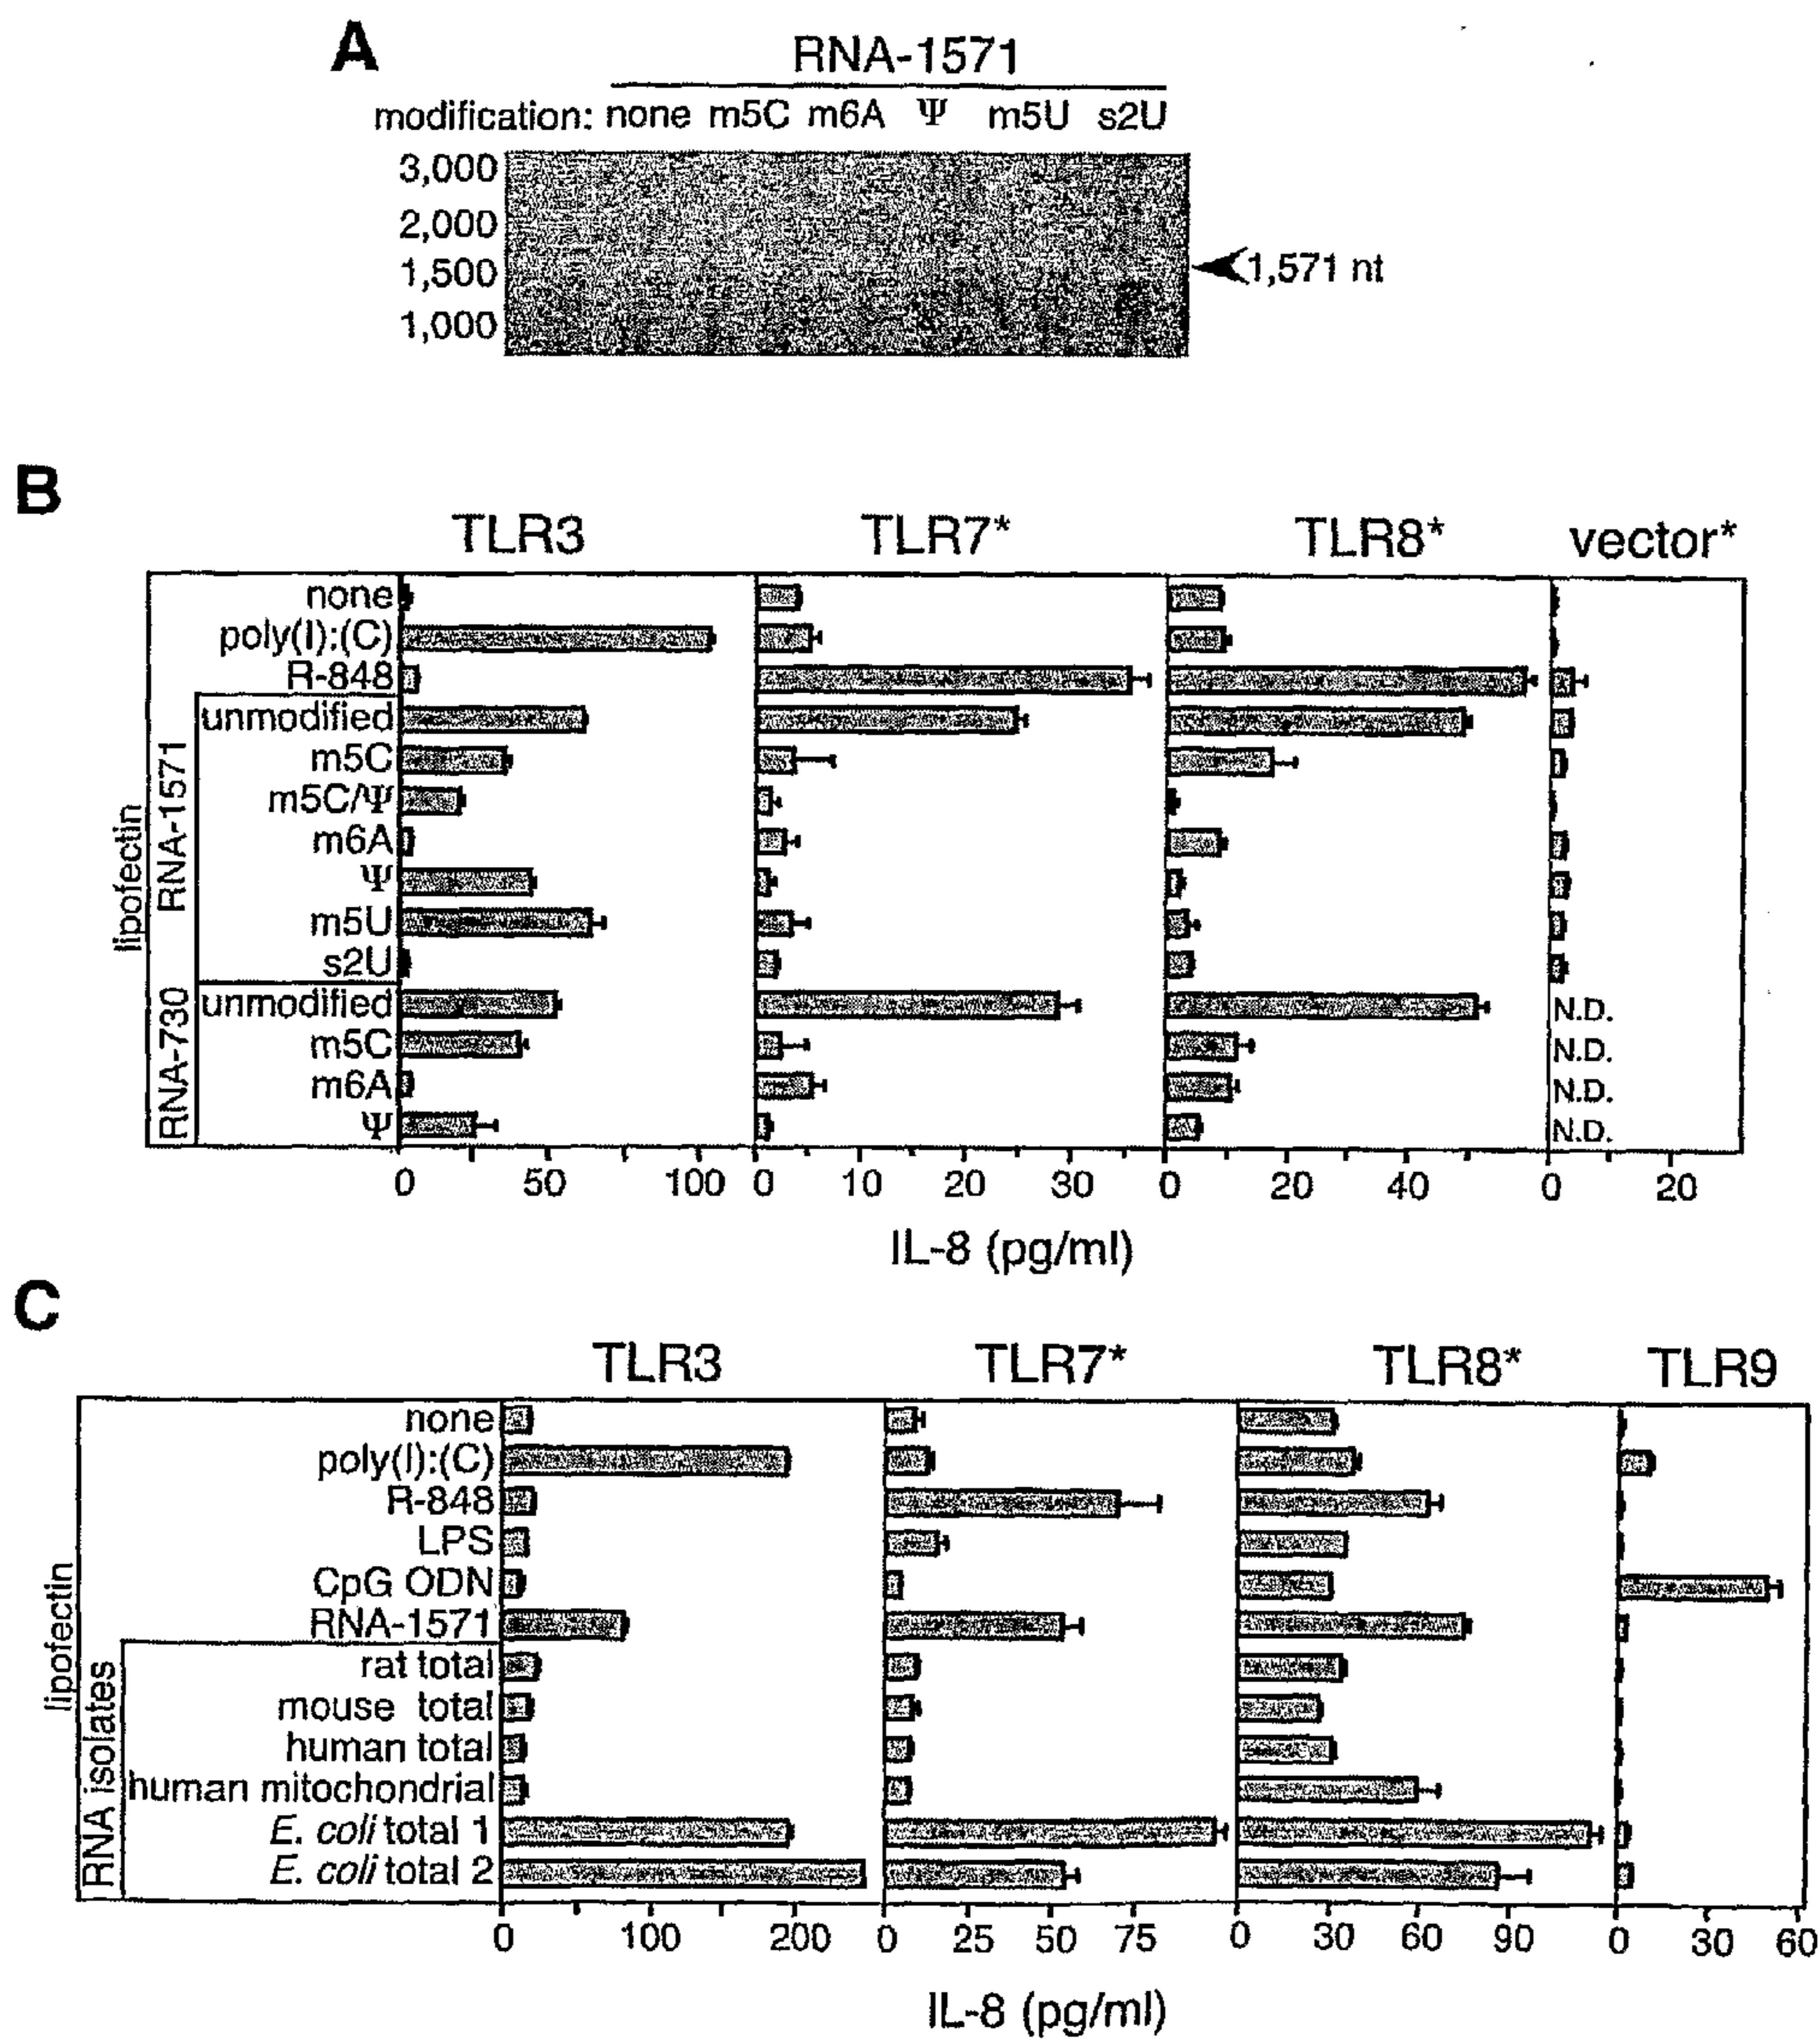 A
RNA-1571
modification: none m5C m6A Ψ m5U s2U
3,000
2,000
1,500
1,000
1,571 nt
B
TLR3 TLR7* TLR8* vector*
lipofectin
none
poly(I):(C)
R-848
RNA-1571
unmodified
m5C
m5C/Ψ
m6A
Ψ
m5U
s2U
RNA-730
unmodified N.D.
m5C N.D.
m6A N.D.
Ψ N.D.
0 50 100 0 10 20 30 0 20 40 0 20
IL-8 (pg/ml)
C
TLR3 TLR7* TLR8* TLR9
lipofectin
none
poly(I):(C)
R-848
LPS
CpG ODN
RNA-1571
RNA isolates
rat total
mouse total
human total
human mitochondrial
E. coli total 1
E. coli total 2
0 100 200 0 25 50 75 0 30 60 90 0 30 60
IL-8 (pg/ml)